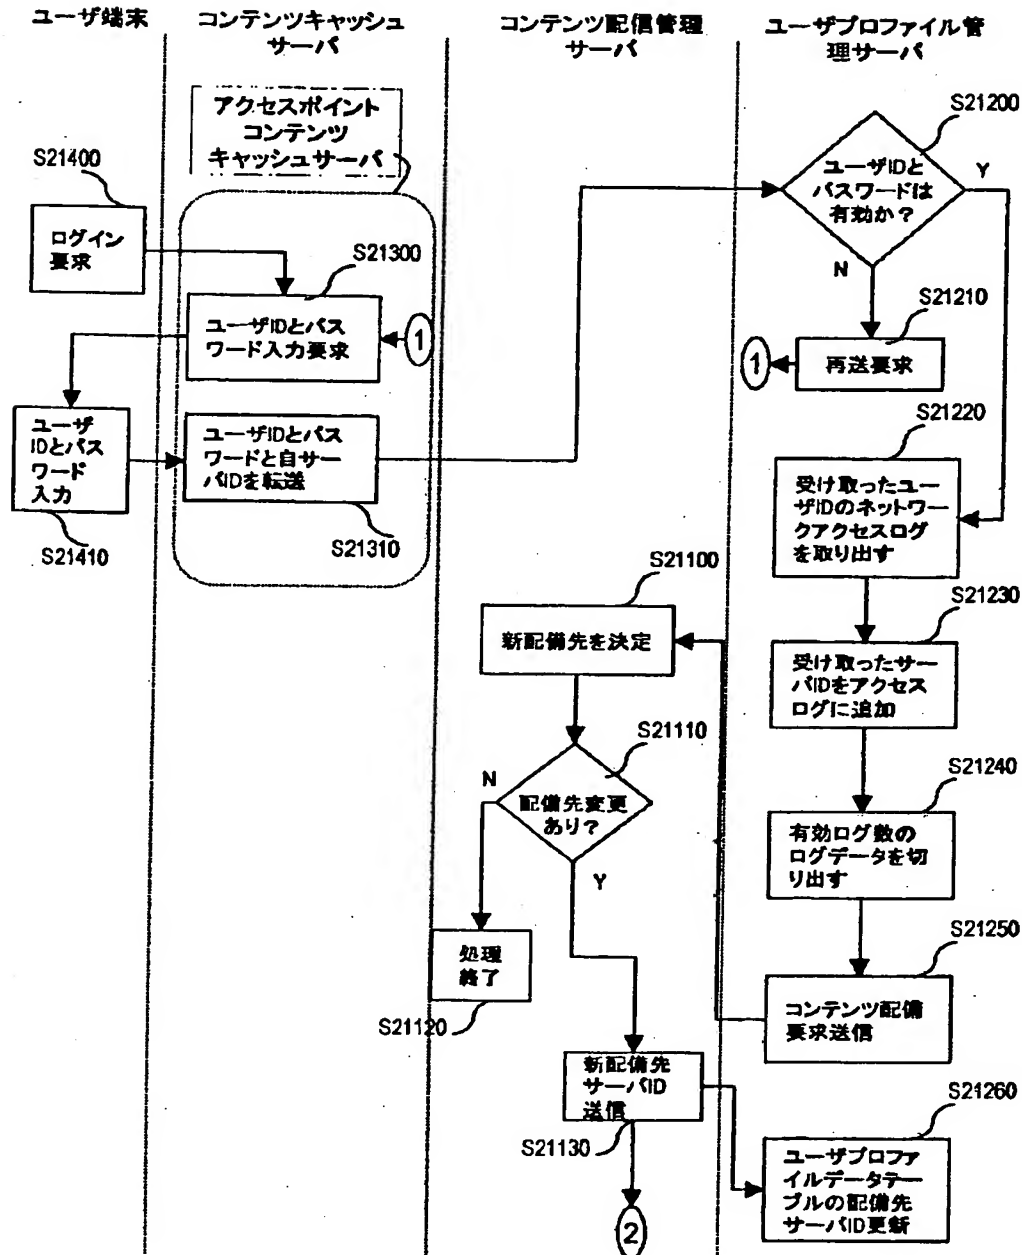 ユーザ端末
コンテンツキャッシュ
サーバ
コンテンツ配信管理
サーバ
ユーザプロファイル管
理サーバ
アクセスポイント
コンテンツ
キャッシュサーバ
S21400
ログイン
要求
S21300
ユーザIDとパス
ワード入力要求
1
ユーザ
IDとパス
ワード
入力
S21410
ユーザIDとパス
ワードと自サー
バIDを転送
S21310
S21200
ユーザIDと
パスワードは
有効か?
Y
N
S21210
再送要求
1
S21220
受け取ったユー
ザIDのネットワー
クアクセスログ
を取り出す
S21230
受け取ったサー
バIDをアクセス
ログに追加
S21240
有効ログ数の
ログデータを切
り出す
S21250
コンテンツ配備
要求送信
S21100
新配備先を決定
S21110
配備先変更
あり?
N
Y
処理
終了
S21120
新配備先
サーバID
送信
S21130
2
S21260
ユーザプロファ
イルデータテー
ブルの配備先
サーバID更新